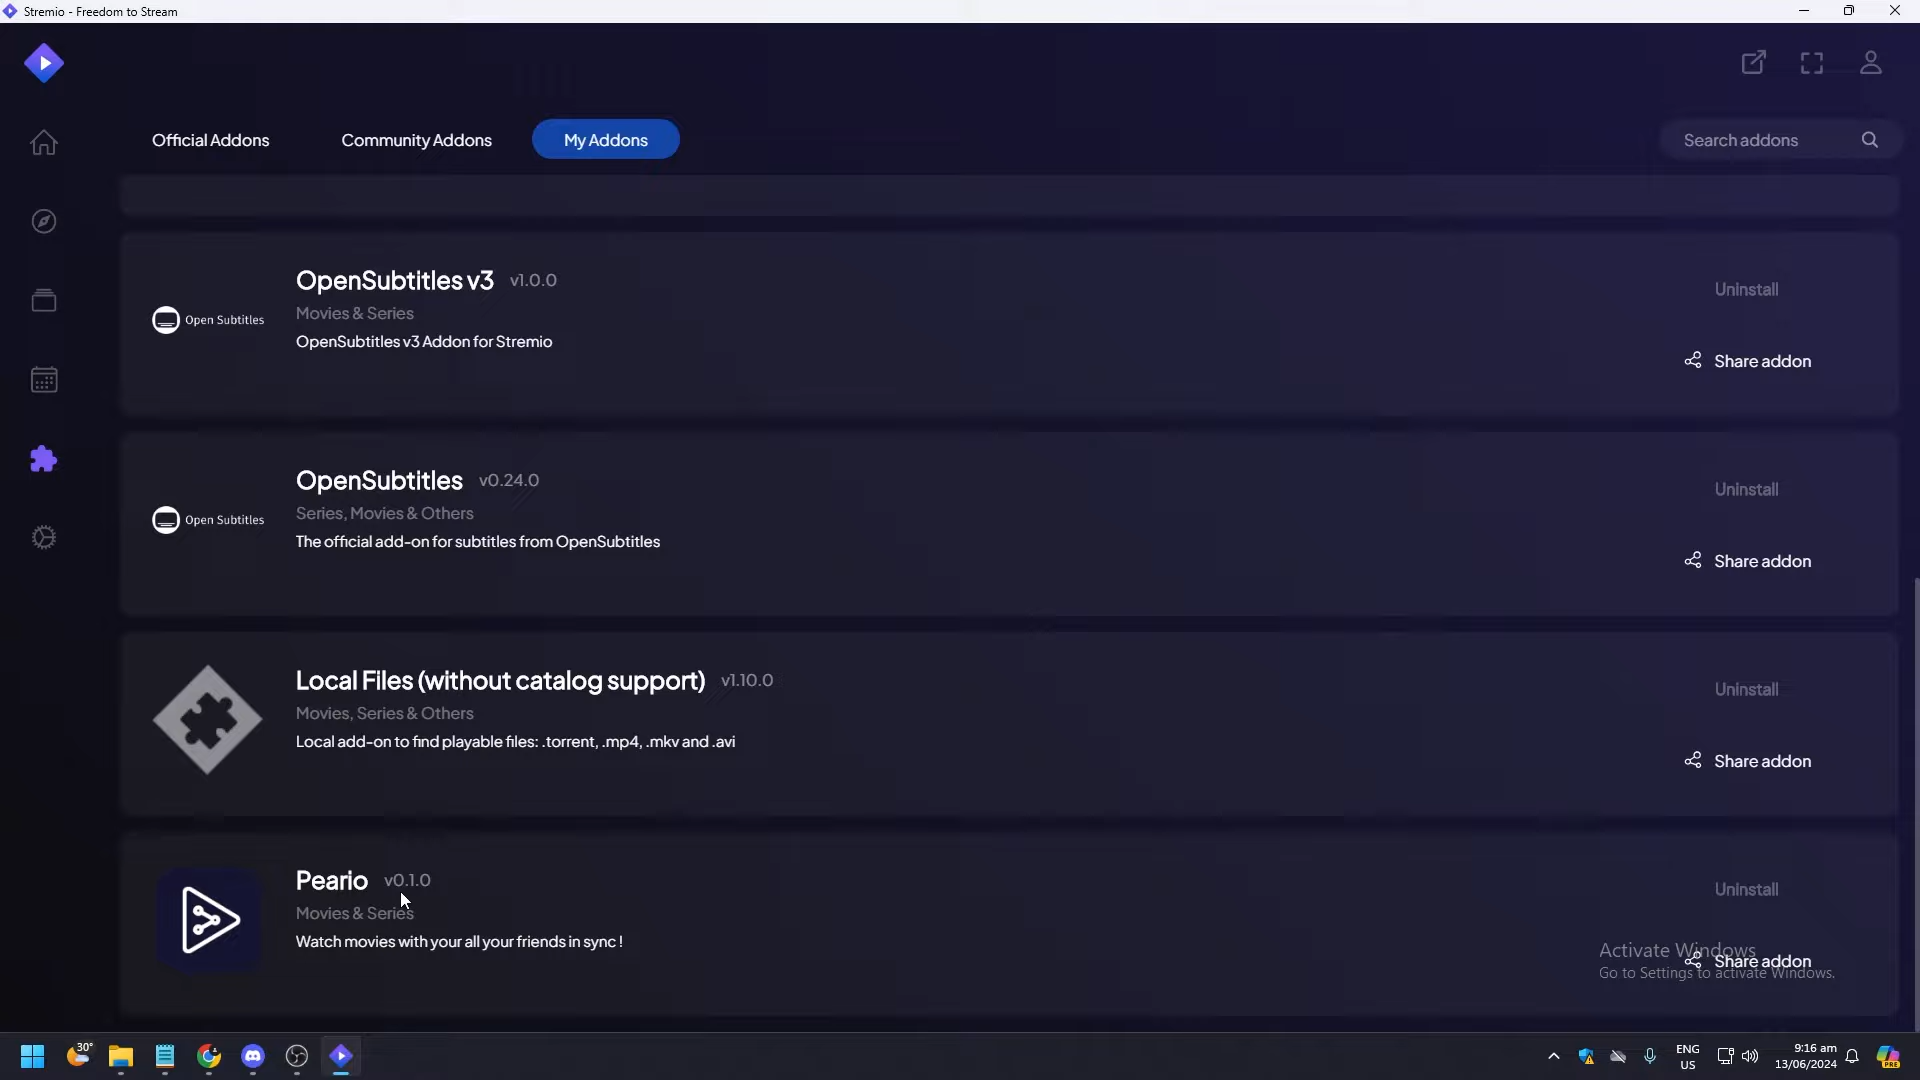 Stremio - Freedom to Stream
Official Addons
Community Addons
My Addons
Search addons
OpenSubtitles v3 v1.0.0
Movies & Series
OpenSubtitles v3 Addon for Stremio
Open Subtitles
Uninstall
Share addon
OpenSubtitles v0.24.0
Series, Movies & Others
The official add-on for subtitles from OpenSubtitles
Open Subtitles
Uninstall
Share addon
Local Files (without catalog support) v1.10.0
Movies, Series & Others
Local add-on to find playable files: .torrent, .mp4, .mkv and .avi
Uninstall
Share addon
Peario v0.1.0
Movies & Series
Watch movies with your all your friends in sync !
Uninstall
Share addon
Activate Windows
Go to Settings to activate Windows.
30°
ENG
US
9:16 am
13/06/2024
PRE